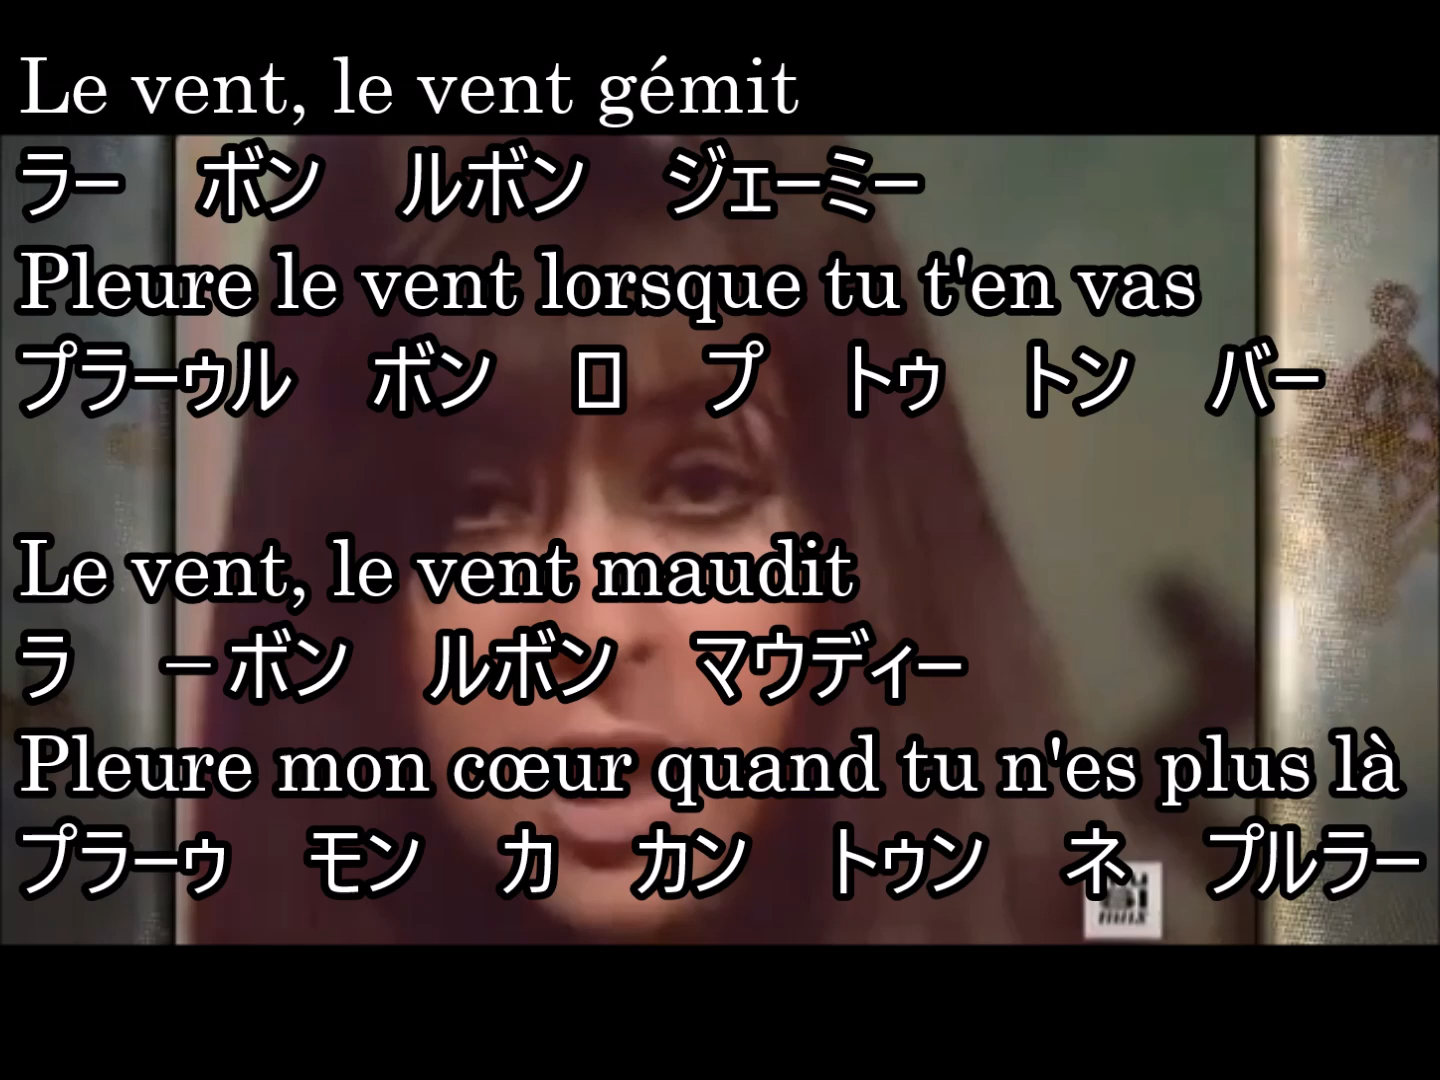 Le vent, le vent gémit
ラー　ボン　ルボン　ジェーミー
Pleure le vent lorsque tu t'en vas
プラーゥル　ボン　ロ　プ　トゥ　トン　バー
Le vent, le vent maudit
ラ　－ボン　ルボン　マウディー
Pleure mon cœur quand tu n'es plus là
プラーゥ　モン　カ　カン　トゥン　ネ　プルラー